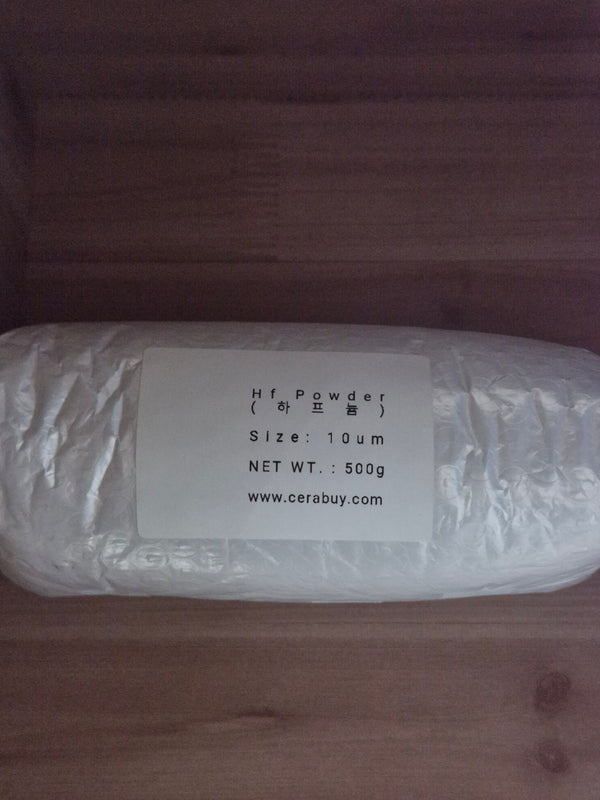 Hf Powder
( 하 프 늄 )
Size: 10um
NET WT. : 500g
www.cerabuy.com